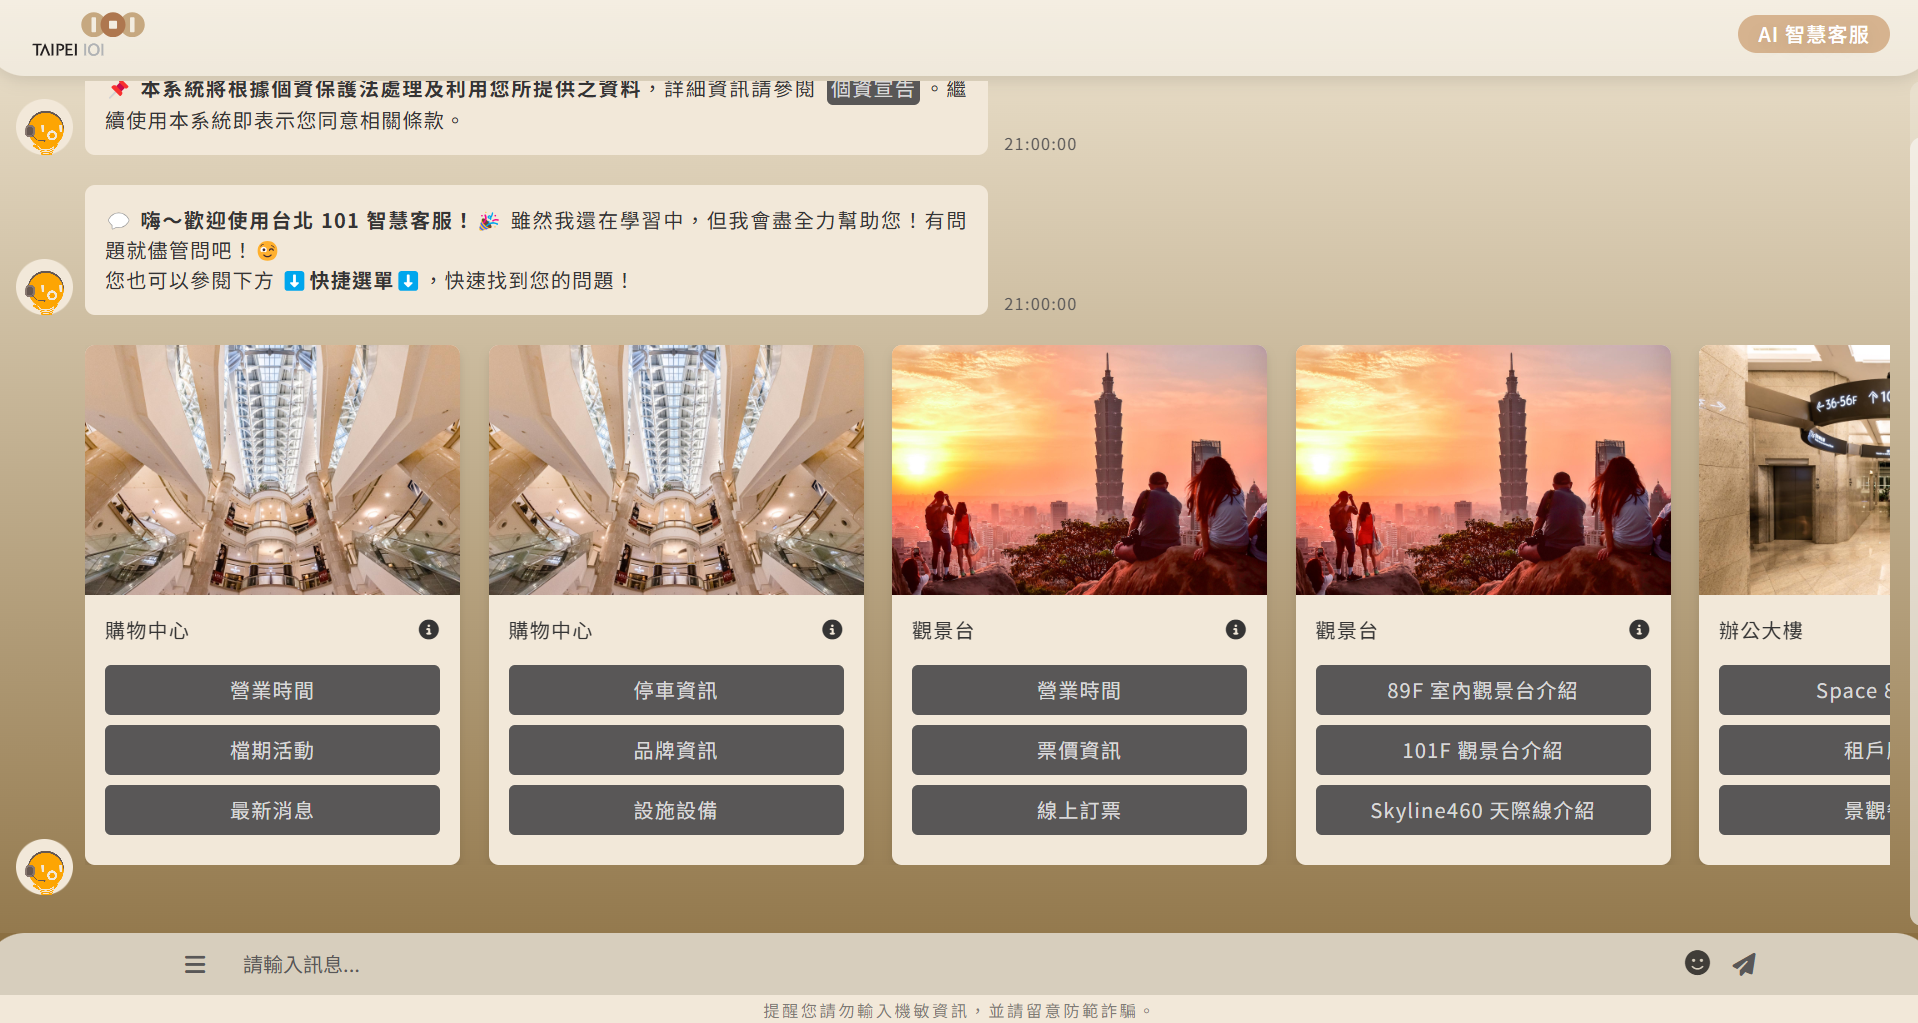 TAIPEI 101
AI 智慧客服
📌 本系統將根據個資保護法處理及利用您所提供之資料，詳細資訊請參閱 個資宣告 。繼
續使用本系統即表示您同意相關條款。
21:00:00
💬 嗨～歡迎使用台北 101 智慧客服！🎉 雖然我還在學習中，但我會盡全力幫助您！有問
題就儘管問吧！😉
您也可以參閱下方 ⬇️快捷選單⬇️ ，快速找到您的問題！
21:00:00
←36-56F ↑10
購物中心
營業時間
檔期活動
最新消息
購物中心
停車資訊
品牌資訊
設施設備
觀景台
營業時間
票價資訊
線上訂票
觀景台
89F 室內觀景台介紹
101F 觀景台介紹
Skyline460 天際線介紹
辦公大樓
Space
租戶
景觀
請輸入訊息...
提醒您請勿輸入機敏資訊，並請留意防範詐騙。